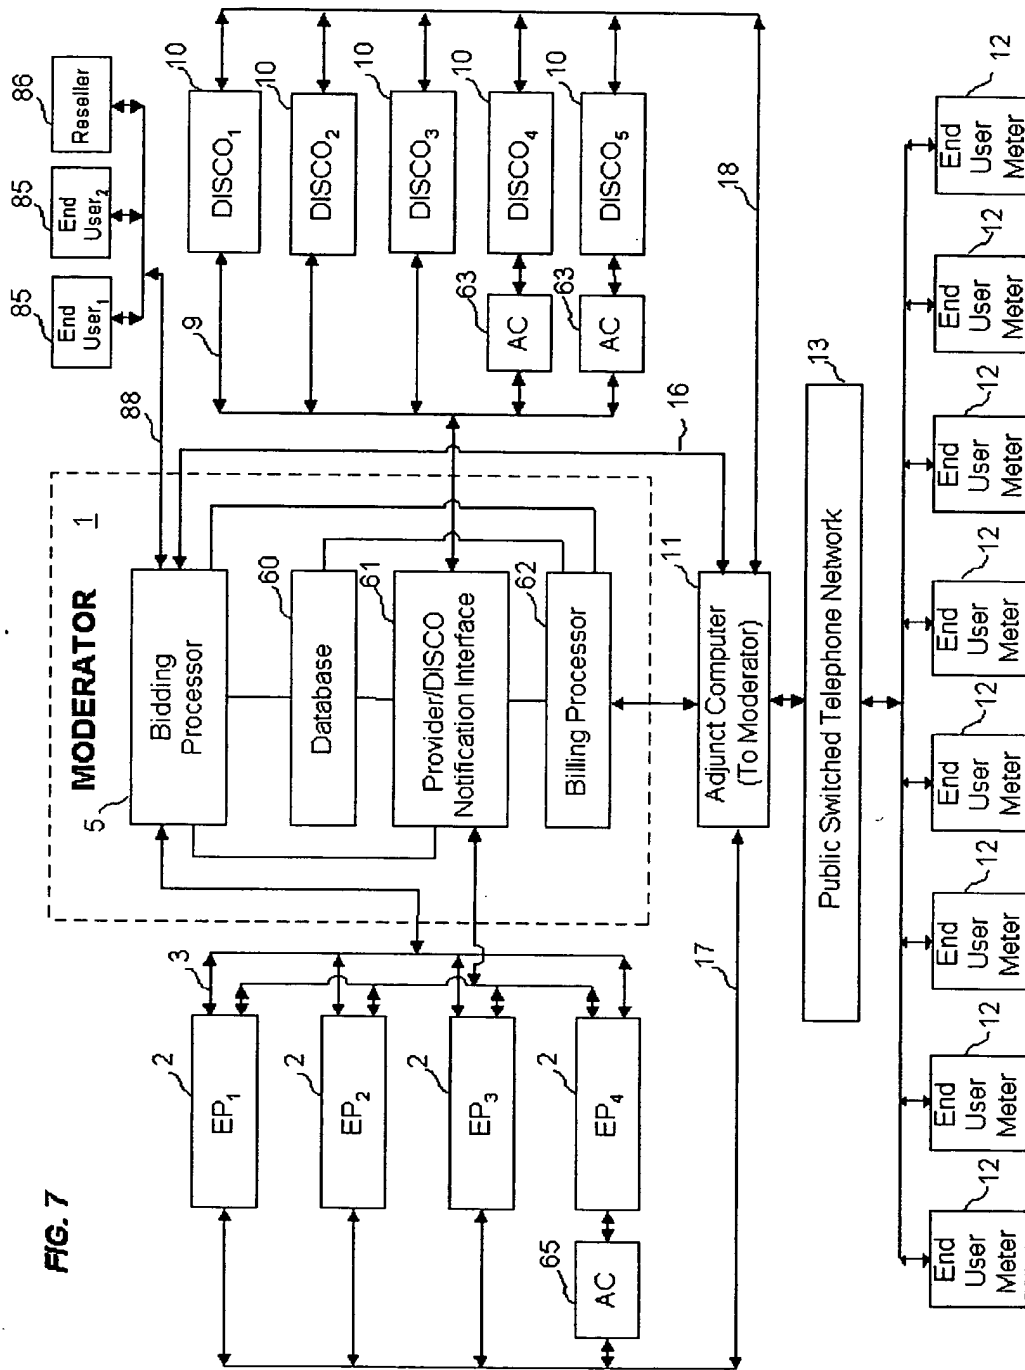 FIG. 7
EP1
2
EP2
2
EP3
2
EP4
2
AC
65
3
17
MODERATOR
1
Bidding
Processor
5
Database
60
Provider/DISCO
Notification Interface
61
Billing Processor
62
Adjunct Computer
(To Moderator)
11
Public Switched Telephone Network
13
16
88
9
18
End
User1
85
End
User2
85
Reseller
86
DISCO1
10
DISCO2
10
DISCO3
10
DISCO4
10
DISCO5
10
AC
63
AC
63
End
User
Meter
12
End
User
Meter
12
End
User
Meter
12
End
User
Meter
12
End
User
Meter
12
End
User
Meter
12
End
User
Meter
12
End
User
Meter
12